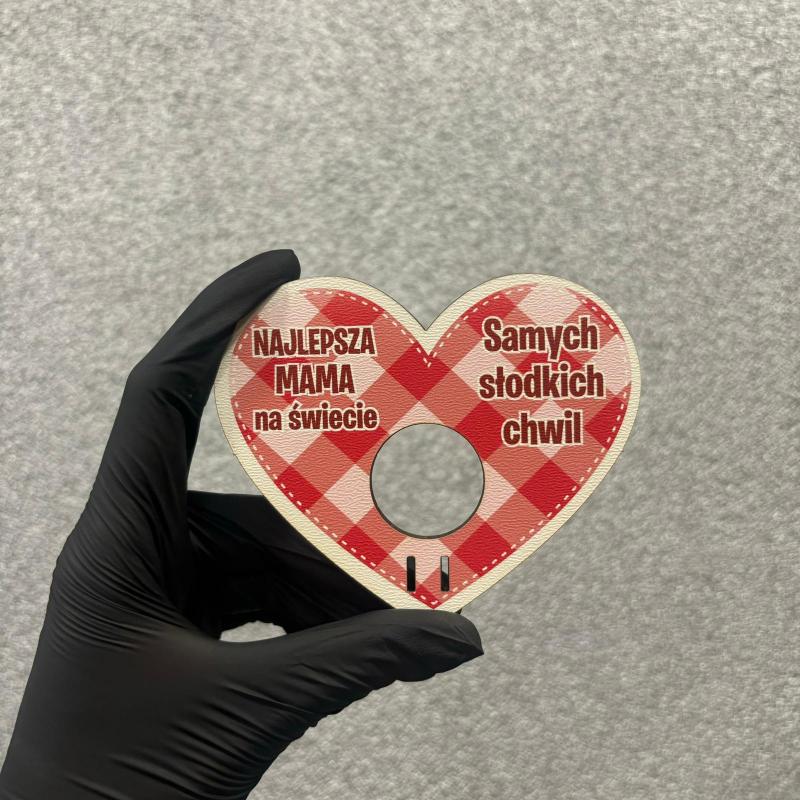 NAJLEPSZA
MAMA
na świecie
Samych
słodkich
chwil